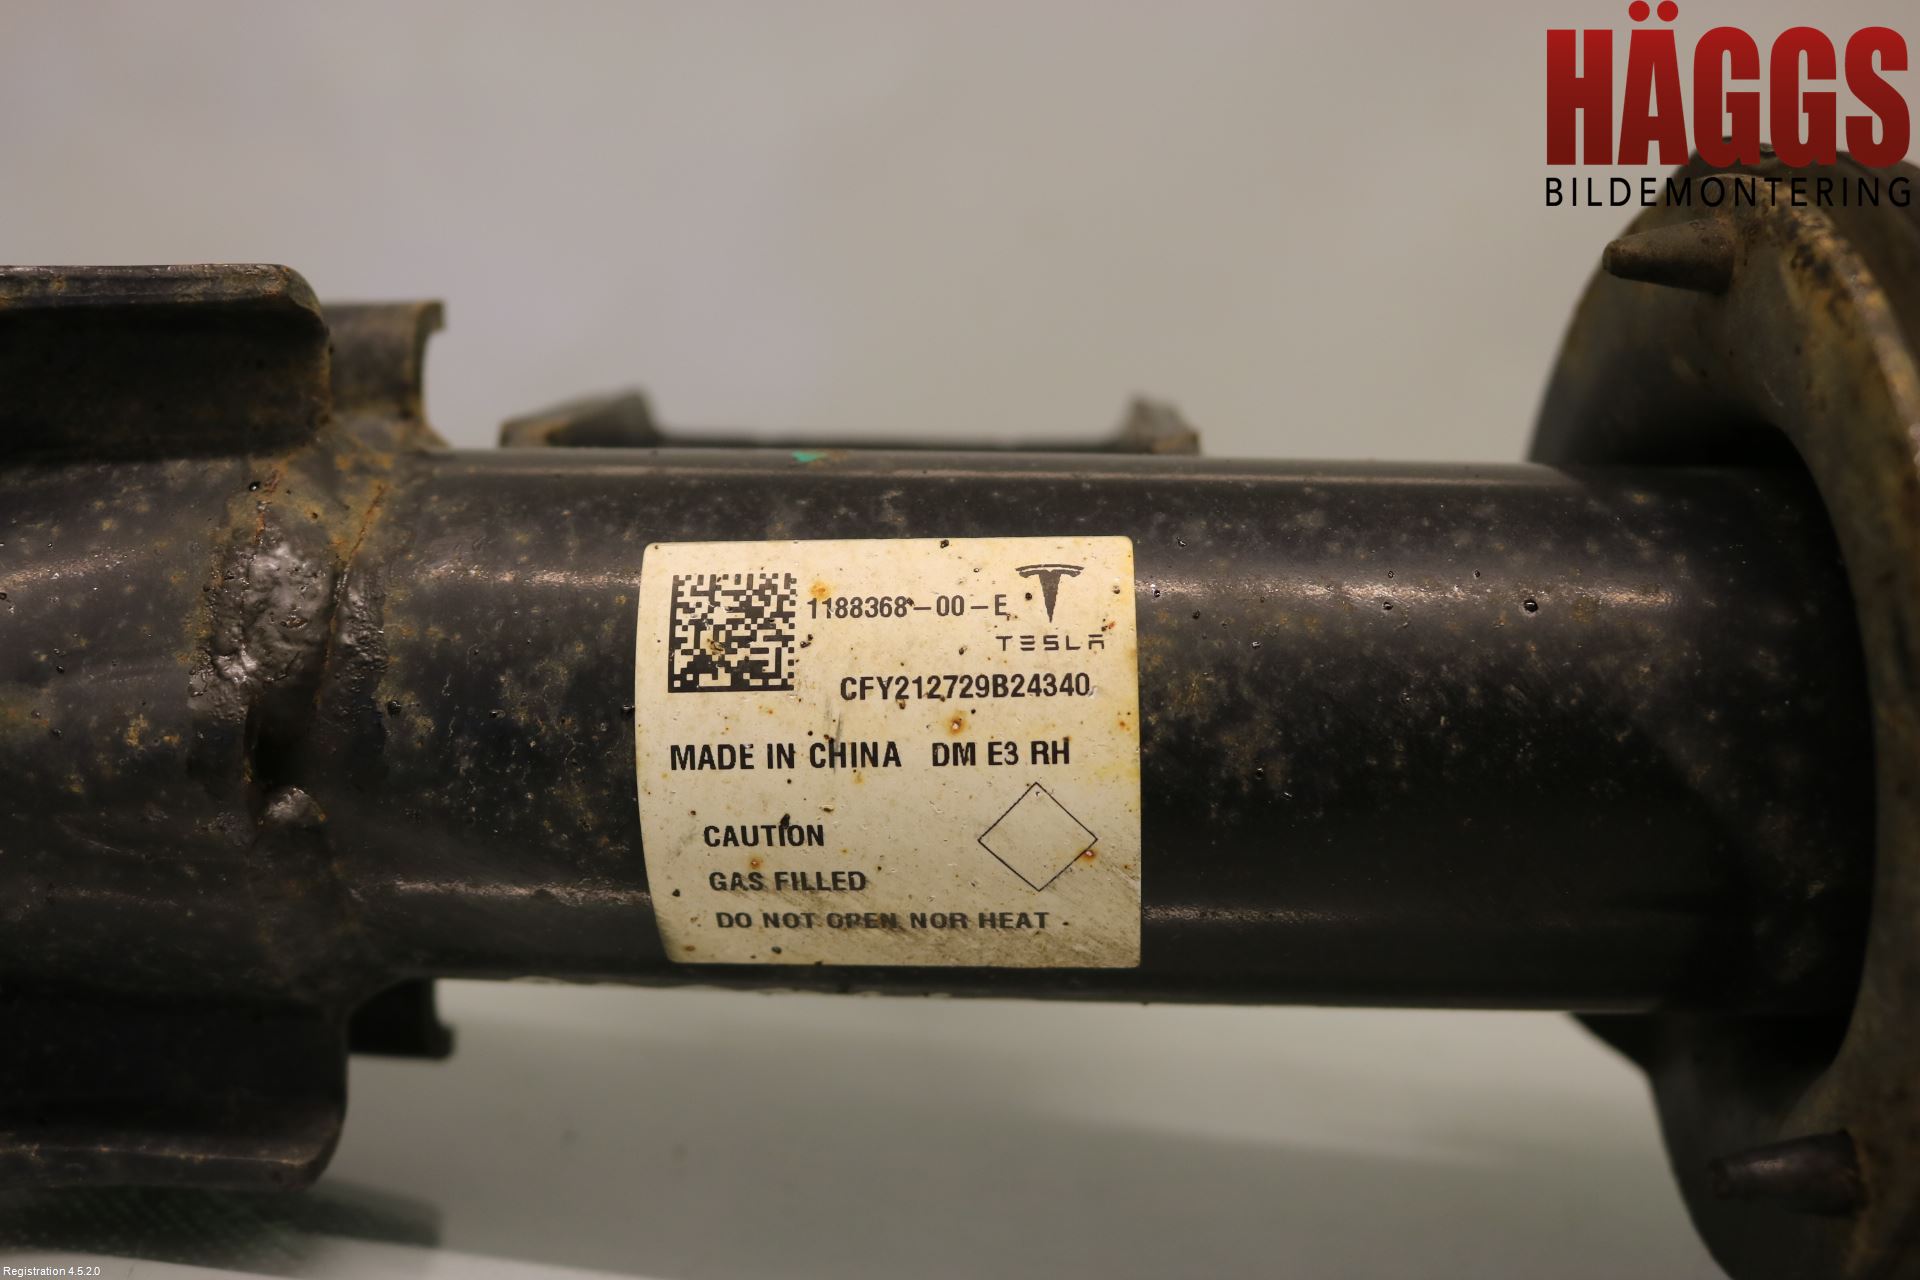 HÄGGS
BILDEMONTERING
1188368-00-E
TESLA
CFY212729B24340
MADE IN CHINA DM E3 RH
CAUTION
GAS FILLED
DO NOT OPEN NOR HEAT
Registration 4.5.2.0